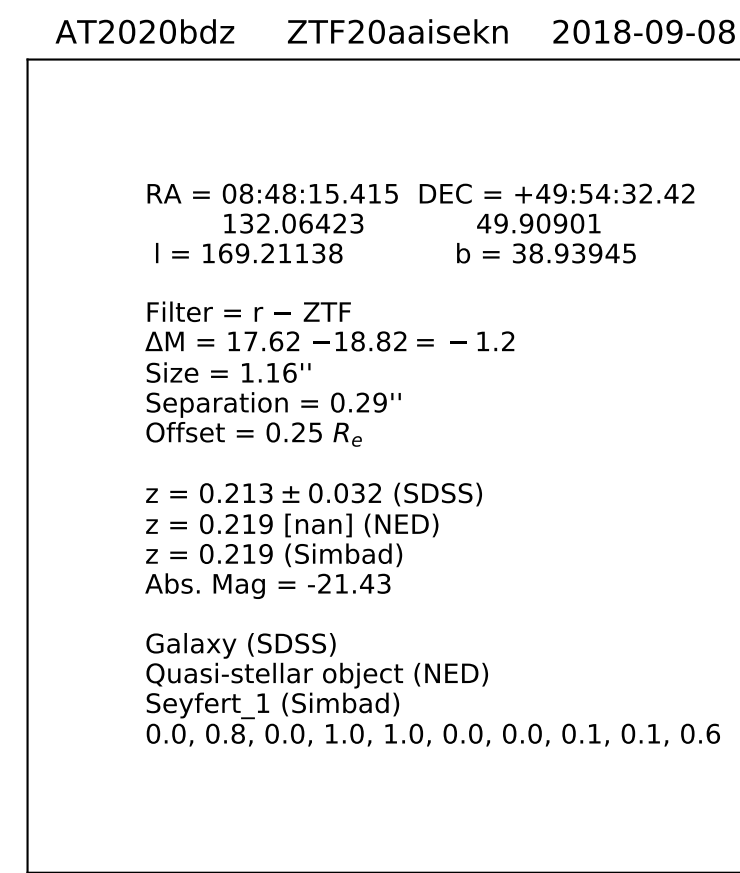 AT2020bdz ZTF20aaisekn 2018-09-08
RA = 08:48:15.415 DEC = +49:54:32.42
132.06423 49.90901
l = 169.21138 b = 38.93945
Filter = r − ZTF
ΔM = 17.62 −18.82 = − 1.2
Size = 1.16''
Separation = 0.29''
Offset = 0.25 Rₑ
z = 0.213 ± 0.032 (SDSS)
z = 0.219 [nan] (NED)
z = 0.219 (Simbad)
Abs. Mag = -21.43
Galaxy (SDSS)
Quasi-stellar object (NED)
Seyfert_1 (Simbad)
0.0, 0.8, 0.0, 1.0, 1.0, 0.0, 0.0, 0.1, 0.1, 0.6